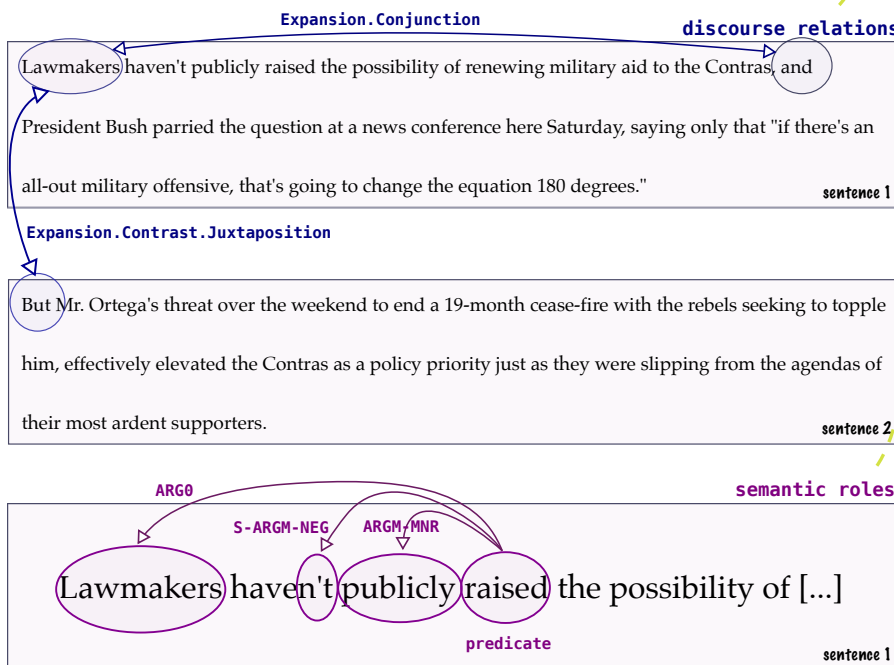 Expansion.Conjunction
discourse relations
Lawmakers haven't publicly raised the possibility of renewing military aid to the Contras, and
President Bush parried the question at a news conference here Saturday, saying only that "if there's an
all-out military offensive, that's going to change the equation 180 degrees."
sentence 1
Expansion.Contrast.Juxtaposition
But Mr. Ortega's threat over the weekend to end a 19-month cease-fire with the rebels seeking to topple
him, effectively elevated the Contras as a policy priority just as they were slipping from the agendas of
their most ardent supporters.
sentence 2
semantic roles
ARG0
S-ARGM-NEG ARGM-MNR
Lawmakers haven't publicly raised the possibility of [...]
predicate
sentence 1